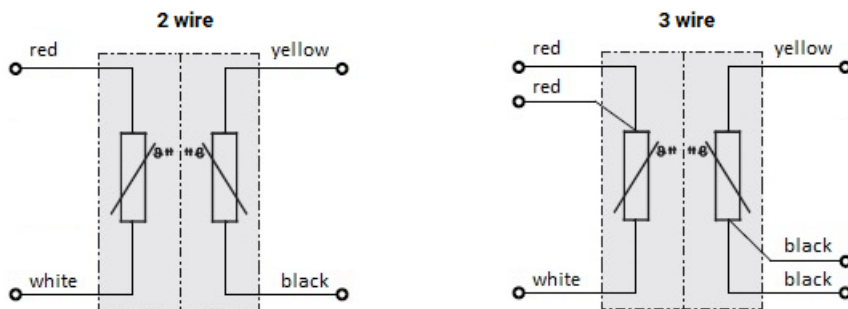 2 wire
red
yellow
white
black
3 wire
red
yellow
red
black
white
black